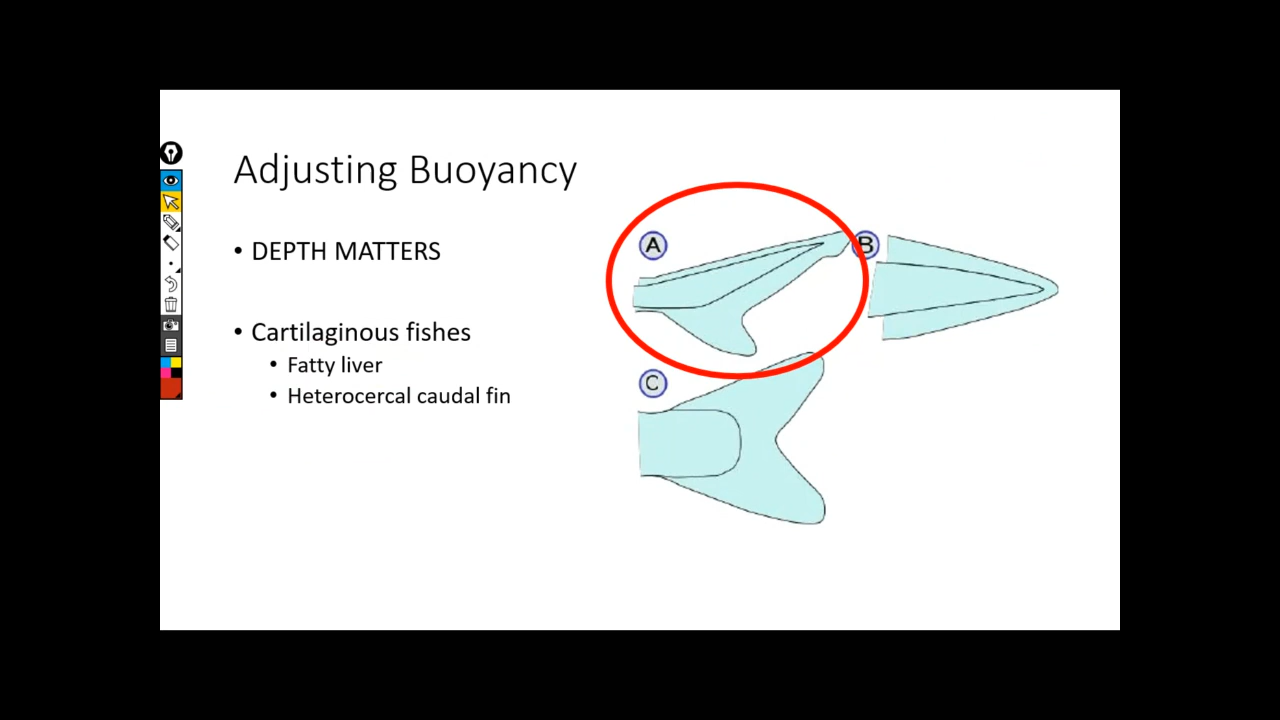 Adjusting Buoyancy
• DEPTH MATTERS
• Cartilaginous fishes
• Fatty liver
• Heterocercal caudal fin
A
B
C